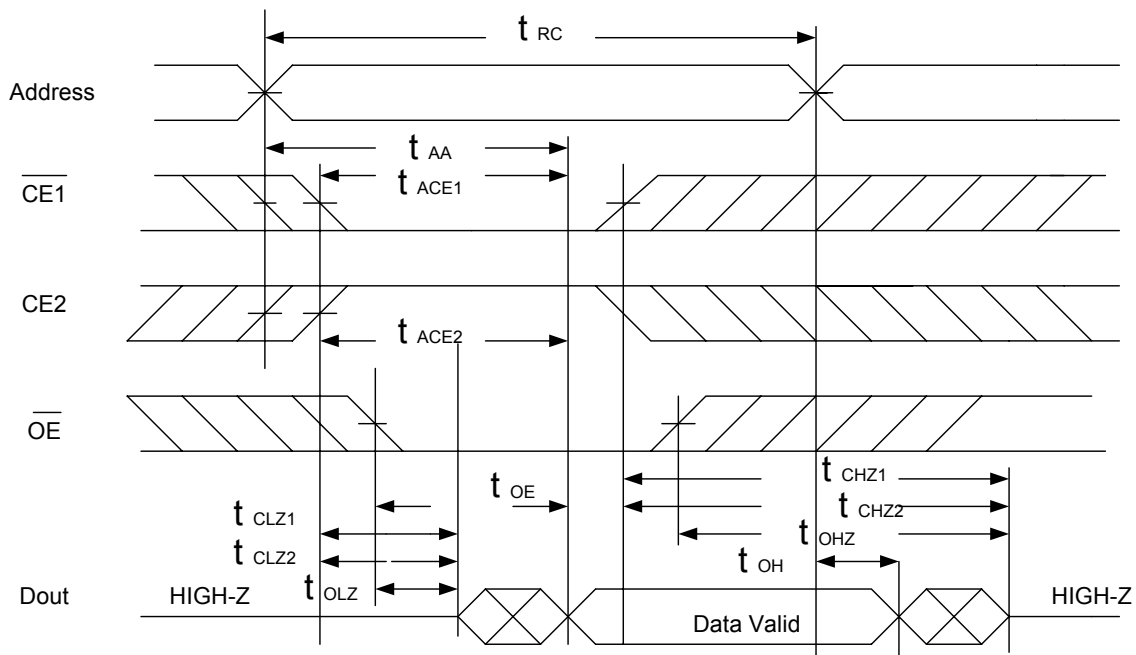 t RC
Address
t AA
t ACE1
CE1
CE2
t ACE2
OE
t CHZ1
t OE
t CHZ2
t CLZ1
t OHZ
t CLZ2
t OH
t OLZ
Dout
HIGH-Z
Data Valid
HIGH-Z